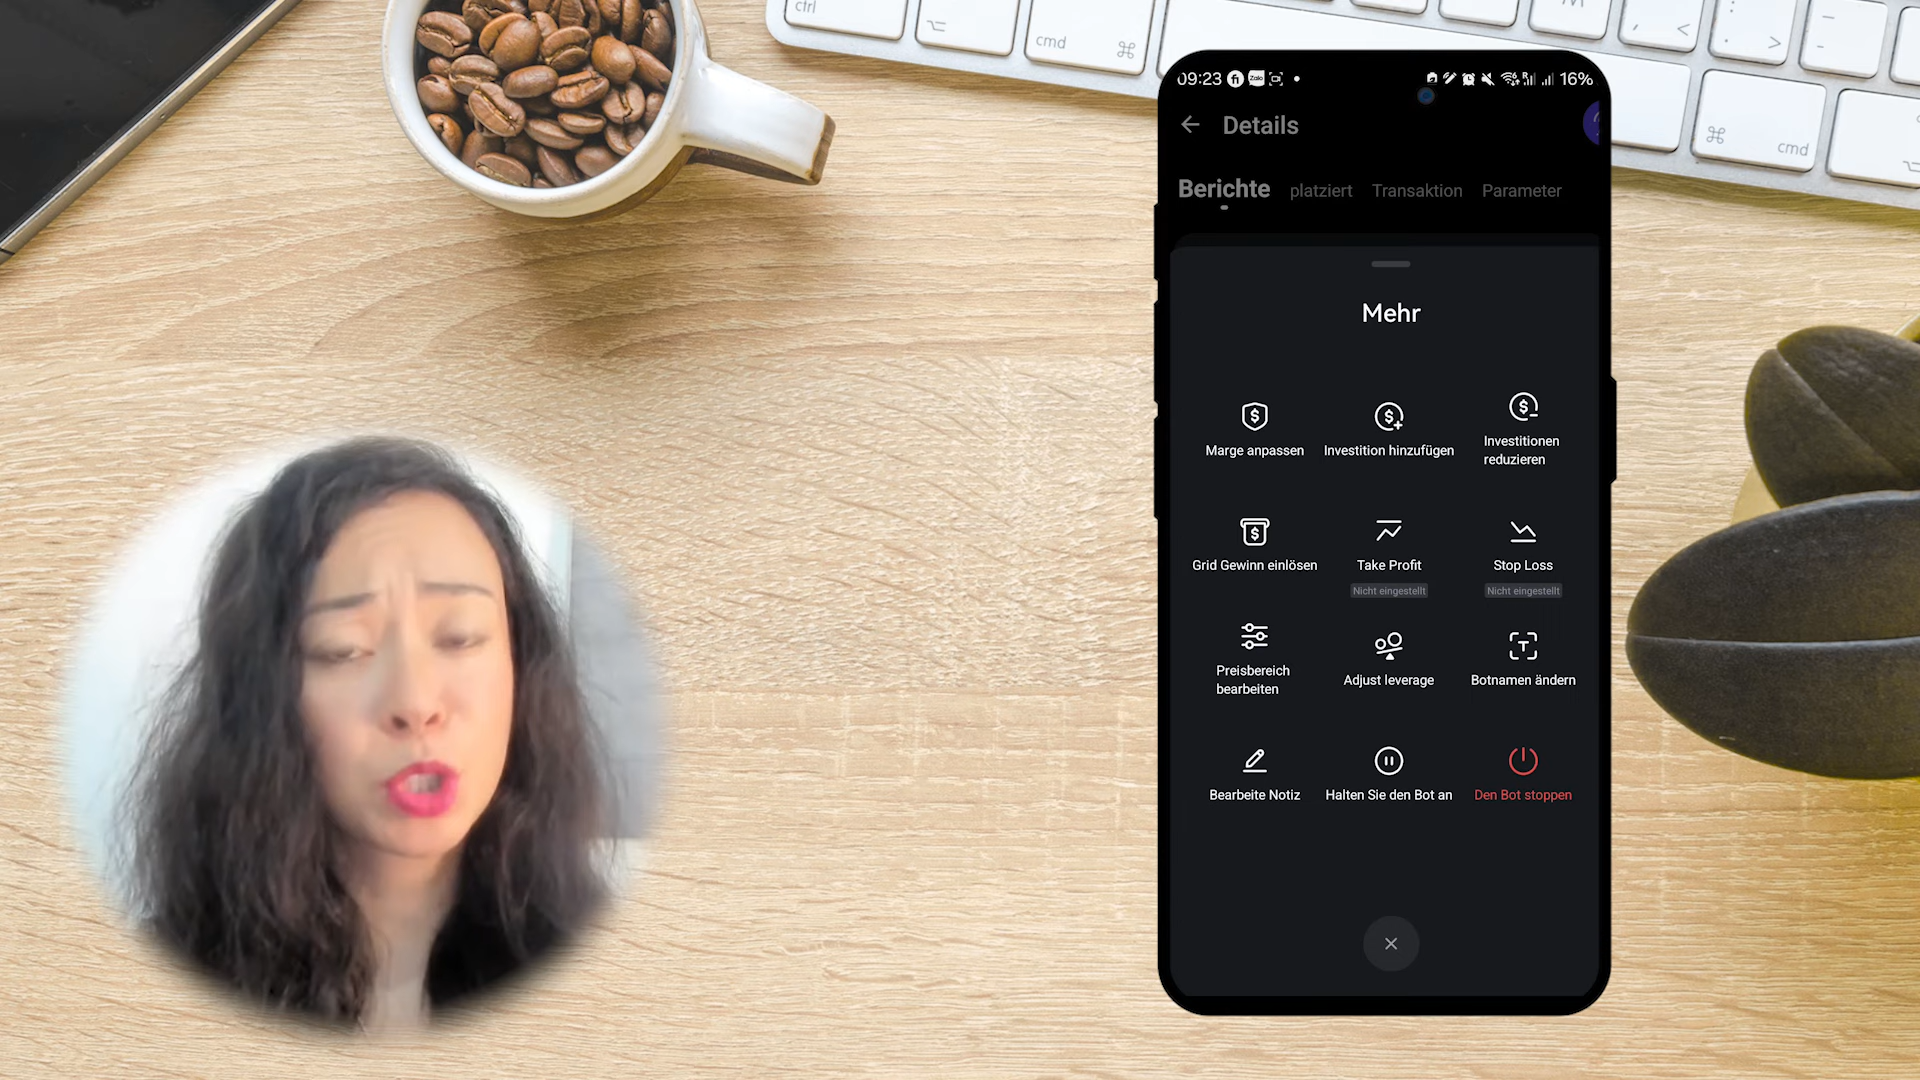 ctrl
cmd
cmd
09:23
16%
Details
Berichte platziert Transaktion Parameter
Mehr
Marge anpassen
Investition hinzufügen
Investitionen
reduzieren
Grid Gewinn einlösen
Take Profit
Nicht eingestellt
Stop Loss
Nicht eingestellt
Preisbereich
bearbeiten
Adjust leverage
Botnamen ändern
Bearbeite Notiz
Halten Sie den Bot an
Den Bot stoppen